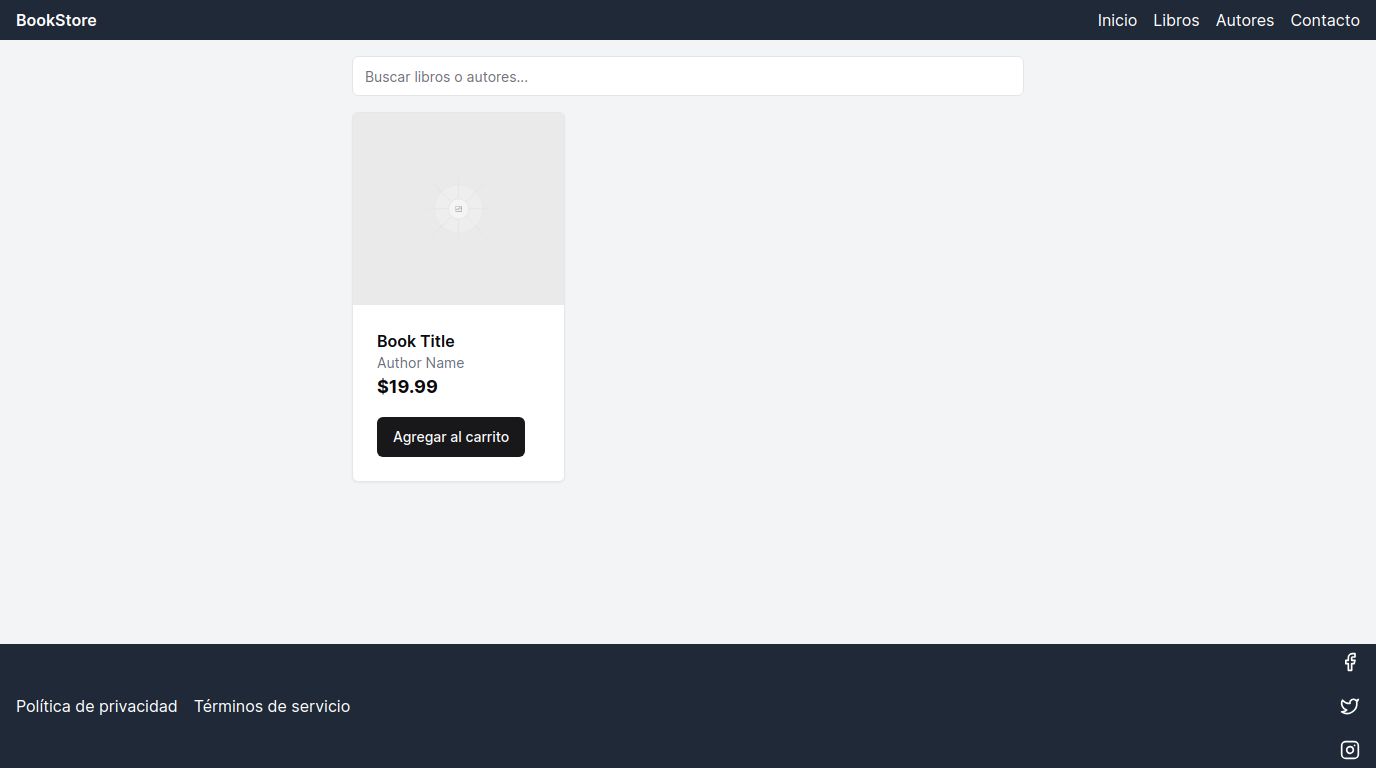 BookStore
Inicio Libros Autores Contacto
Buscar libros o autores...
Book Title
Author Name
$19.99
Agregar al carrito
Política de privacidad Términos de servicio